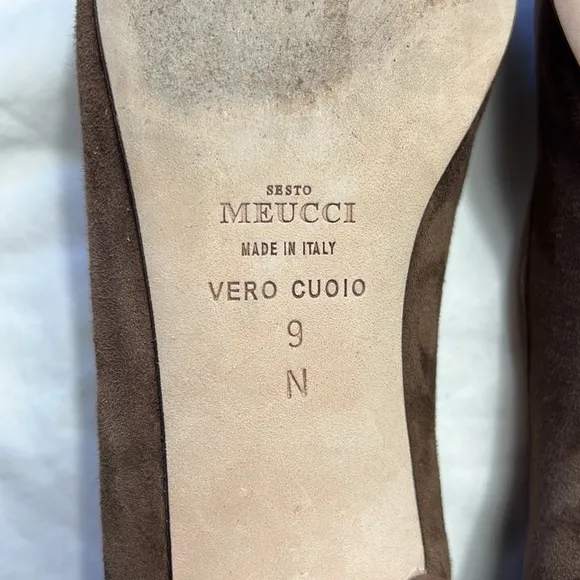 SESTO
MEUCCI
MADE IN ITALY
VERO CUOIO
9
N